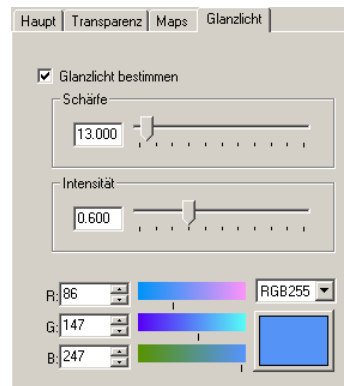 Haupt Transparenz Maps Glanzlicht
Glanzlicht bestimmen
Schärfe
13.000
Intensität
0.600
R: 86 RGB255
G: 147
B: 247